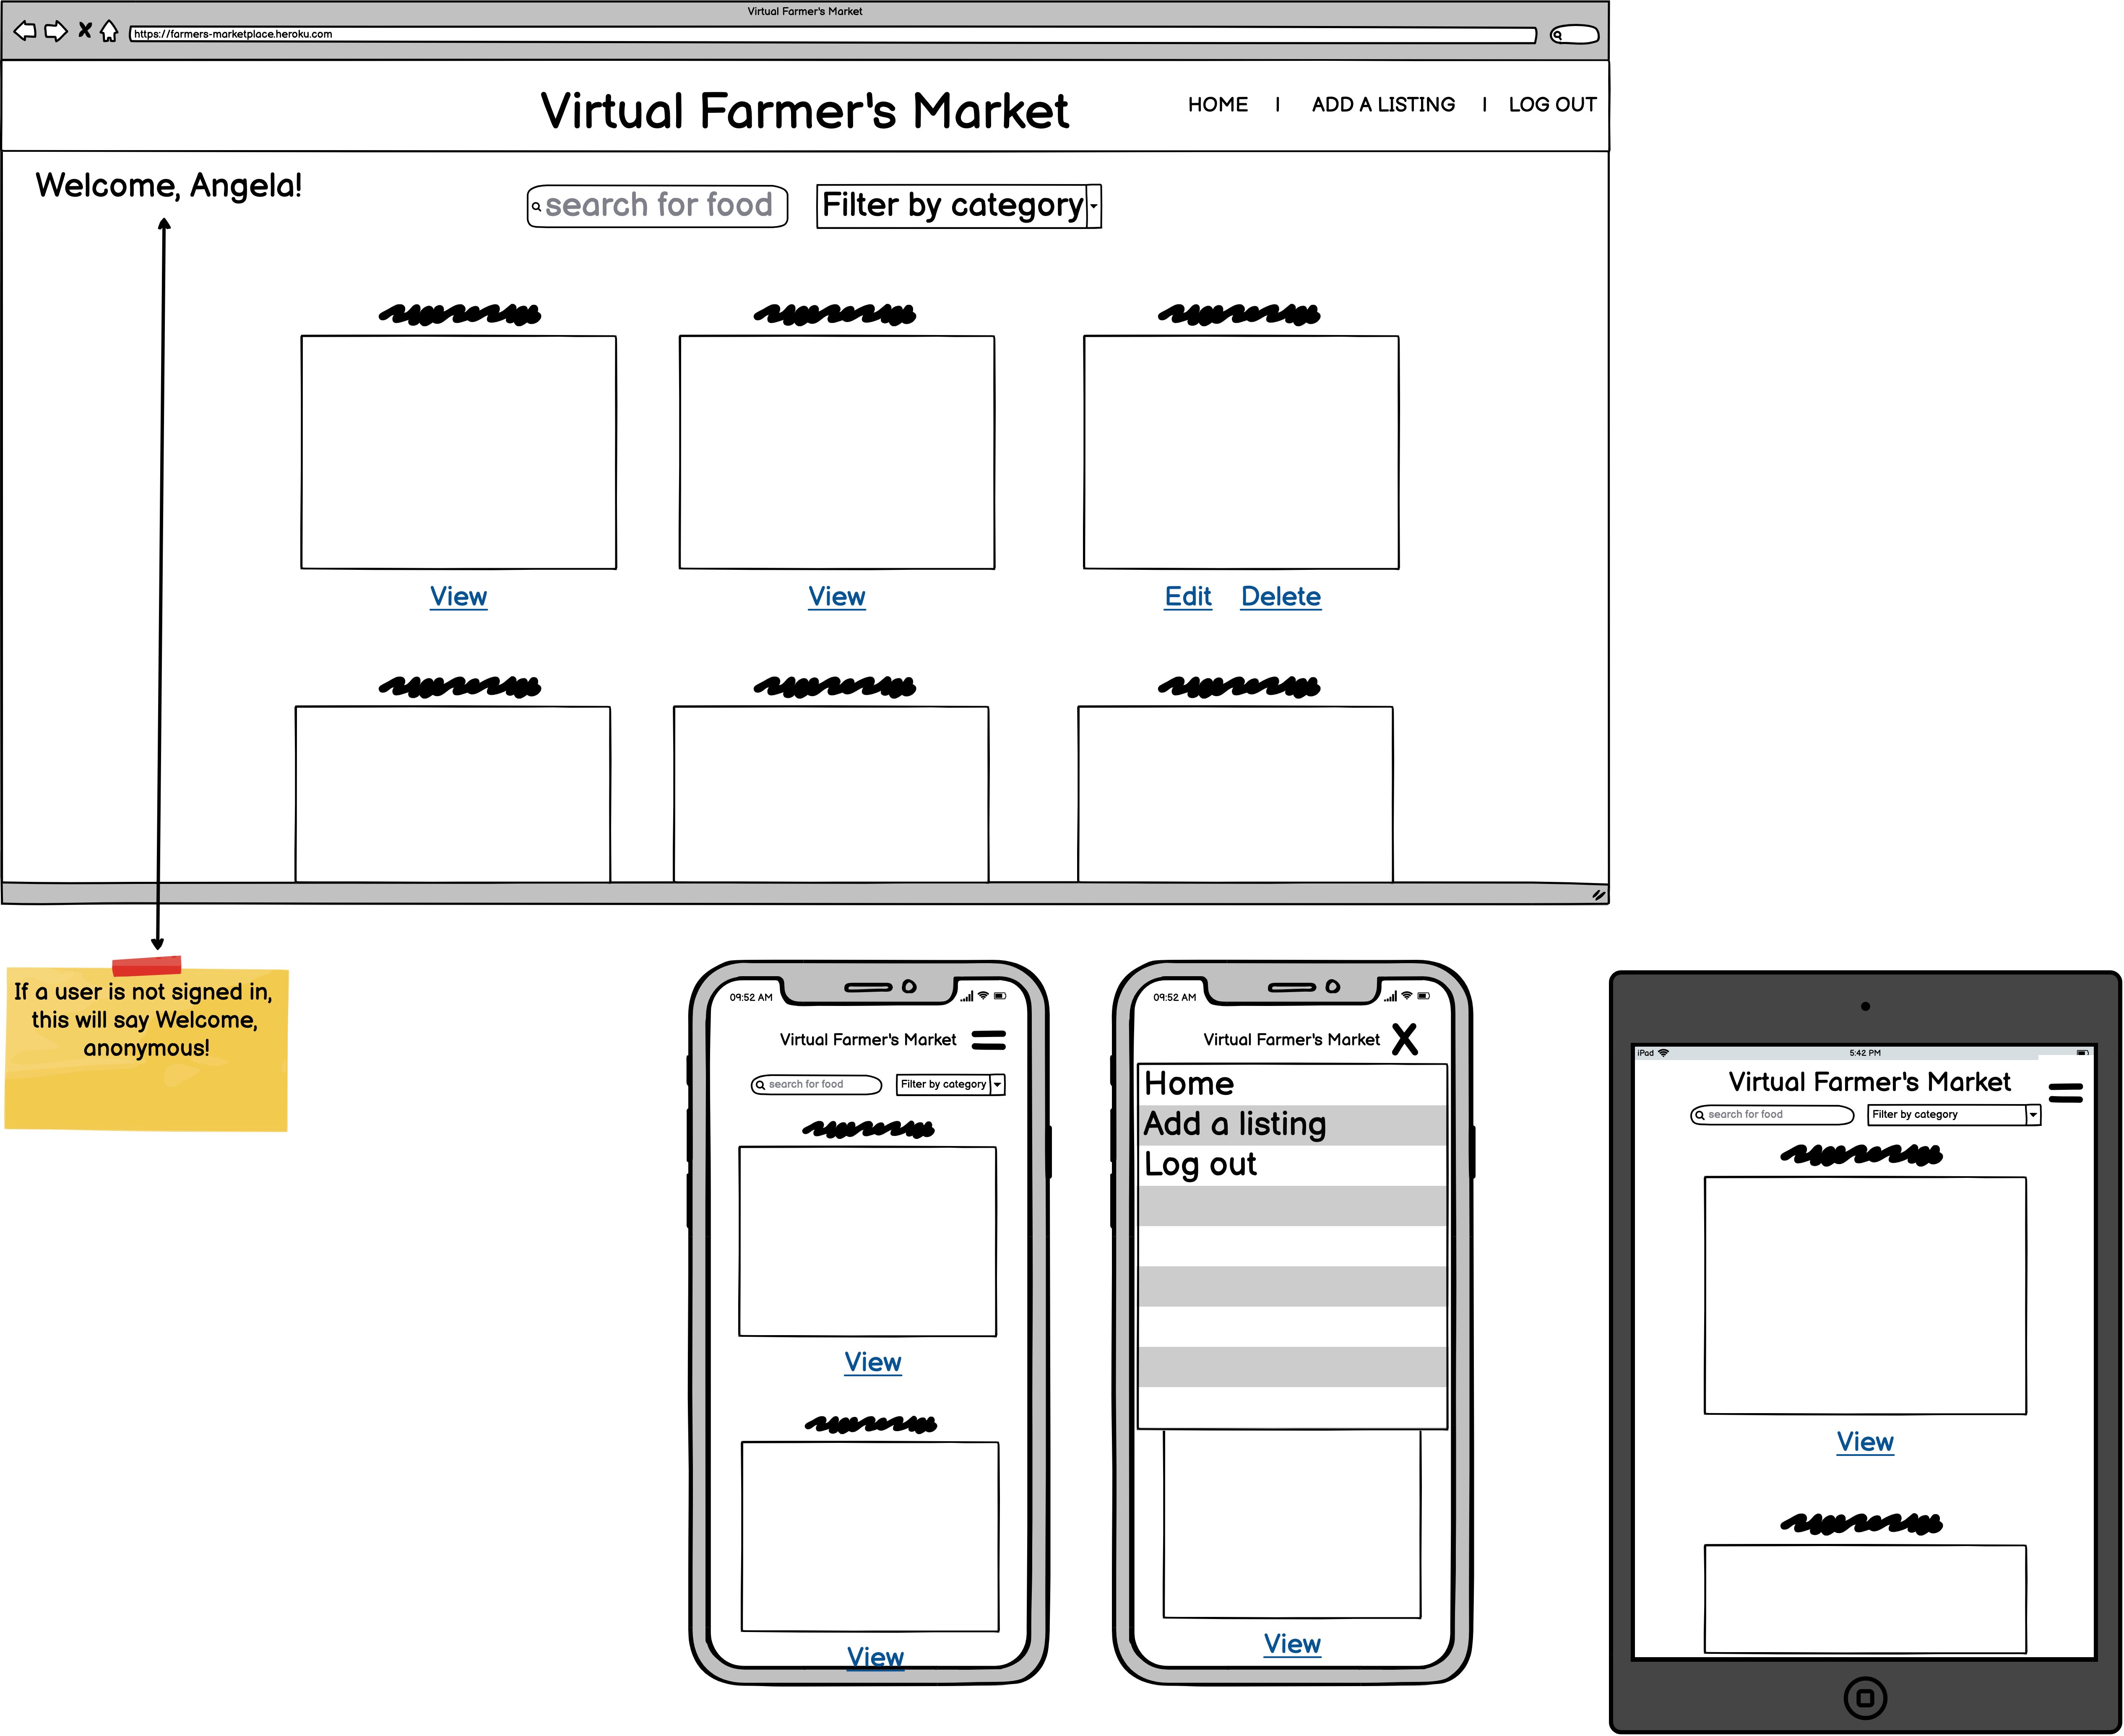 Virtual Farmer's Market
https://farmers-marketplace.heroku.com
Virtual Farmer's Market
HOME | ADD A LISTING | LOG OUT
Welcome, Angela!
search for food
Filter by category
View
View
Edit Delete
If a user is not signed in,
this will say Welcome,
anonymous!
09:52 AM
Virtual Farmer's Market
search for food
Filter by category
View
View
09:52 AM
Virtual Farmer's Market
Home
Add a listing
Log out
View
iPad
5:42 PM
Virtual Farmer's Market
search for food
Filter by category
View